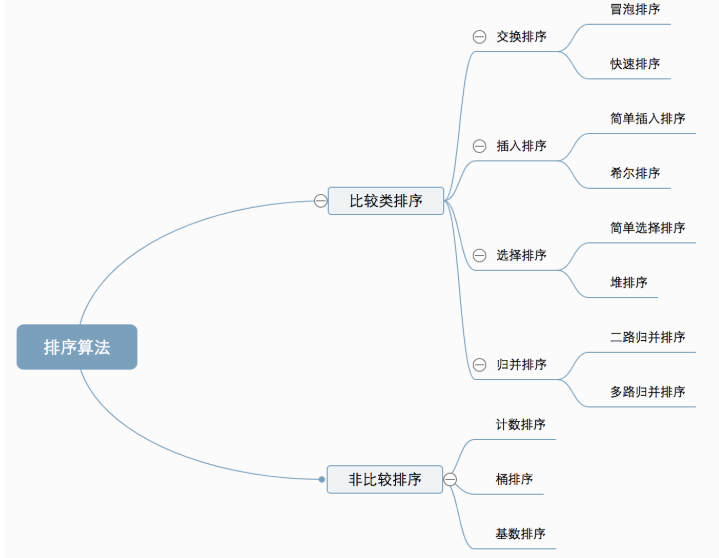 排序算法
比较类排序
交换排序
冒泡排序
快速排序
插入排序
简单插入排序
希尔排序
选择排序
简单选择排序
堆排序
归并排序
二路归并排序
多路归并排序
非比较排序
计数排序
桶排序
基数排序